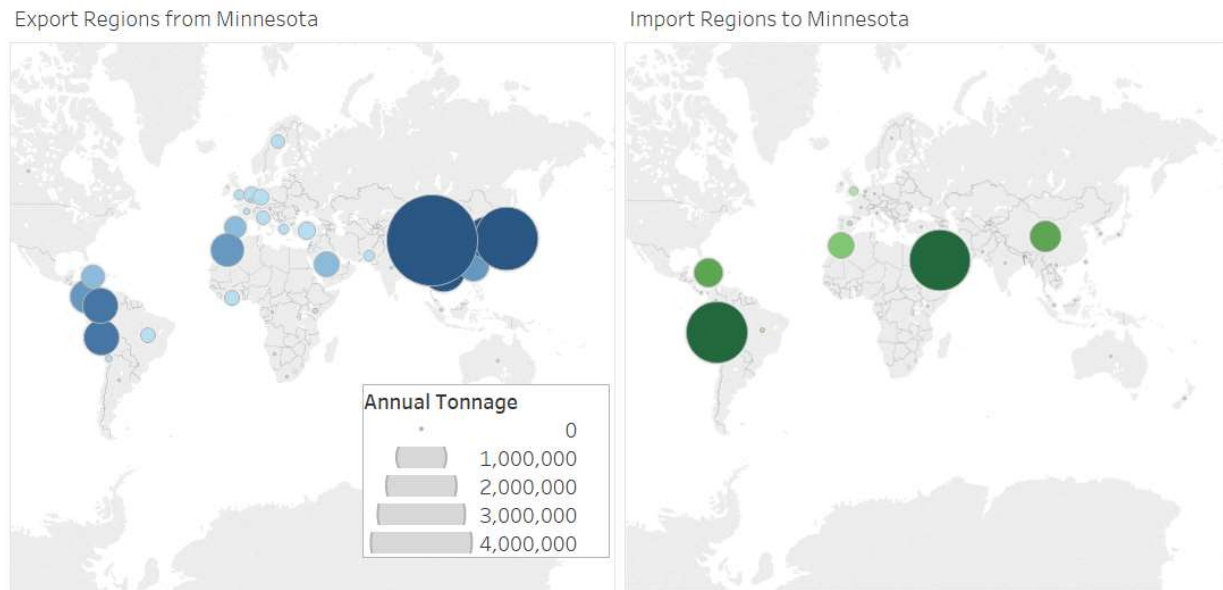 Export Regions from Minnesota
Import Regions to Minnesota
Annual Tonnage
0
1,000,000
2,000,000
3,000,000
4,000,000